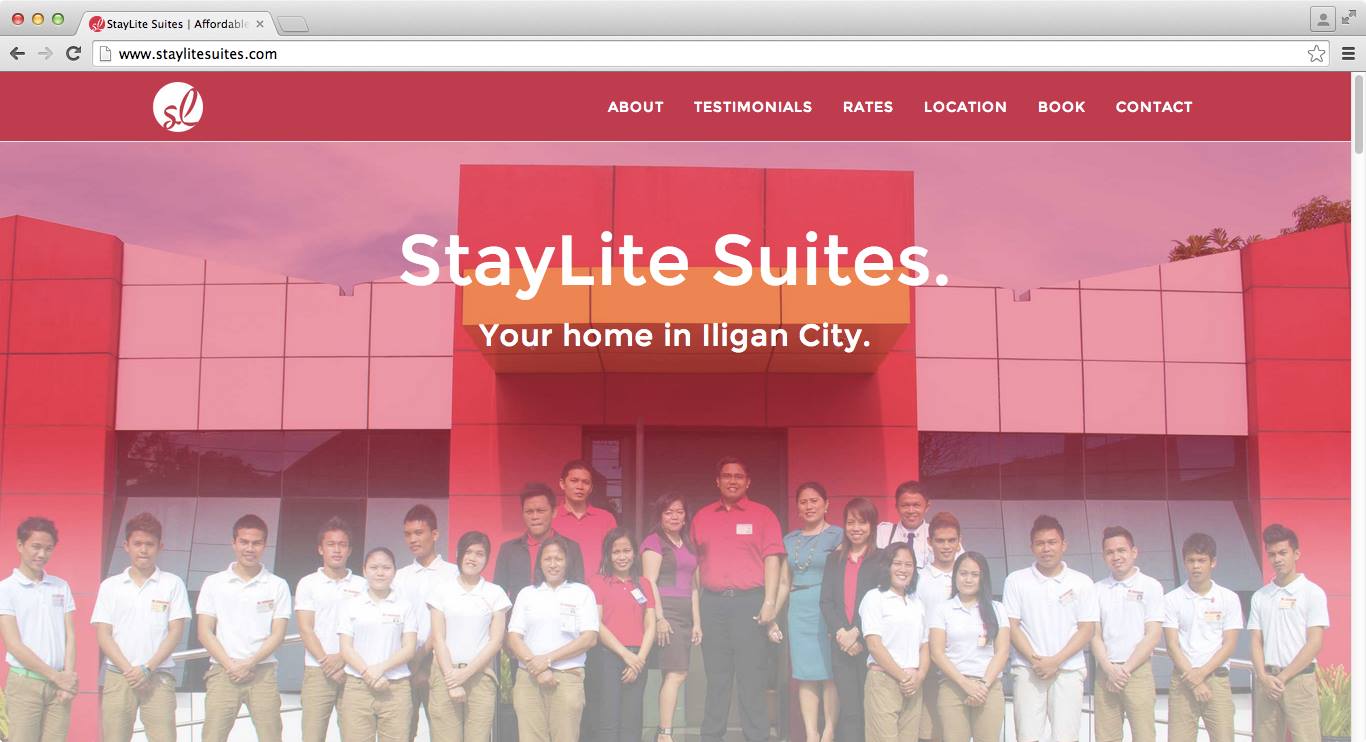 StayLite Suites | Affordable
www.staylitesuites.com
sl
ABOUT TESTIMONIALS RATES LOCATION BOOK CONTACT
StayLite Suites.
Your home in Iligan City.